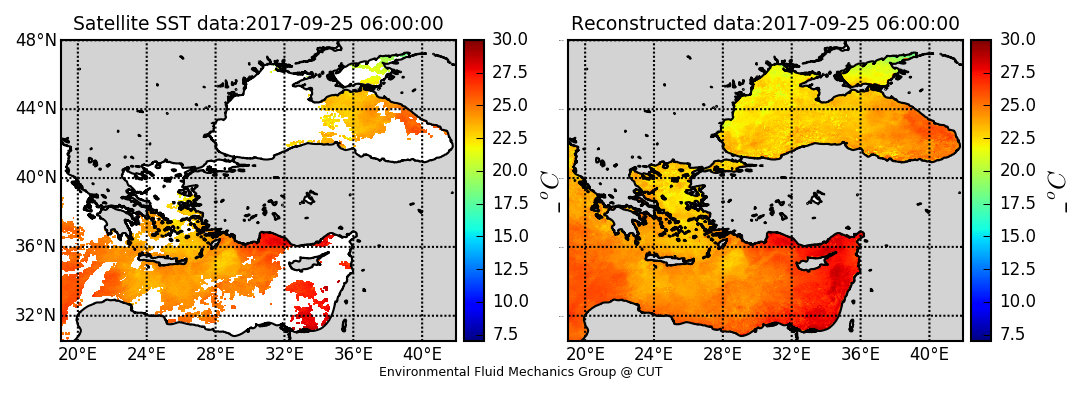 Satellite SST data:2017-09-25 06:00:00
Reconstructed data:2017-09-25 06:00:00
48°N
44°N
40°N
36°N
32°N
20°E 24°E 28°E 32°E 36°E 40°E
30.0
27.5
25.0
22.5
20.0
17.5
15.0
12.5
10.0
7.5
_°C
20°E 24°E 28°E 32°E 36°E 40°E
30.0
27.5
25.0
22.5
20.0
17.5
15.0
12.5
10.0
7.5
_°C
Environmental Fluid Mechanics Group @ CUT